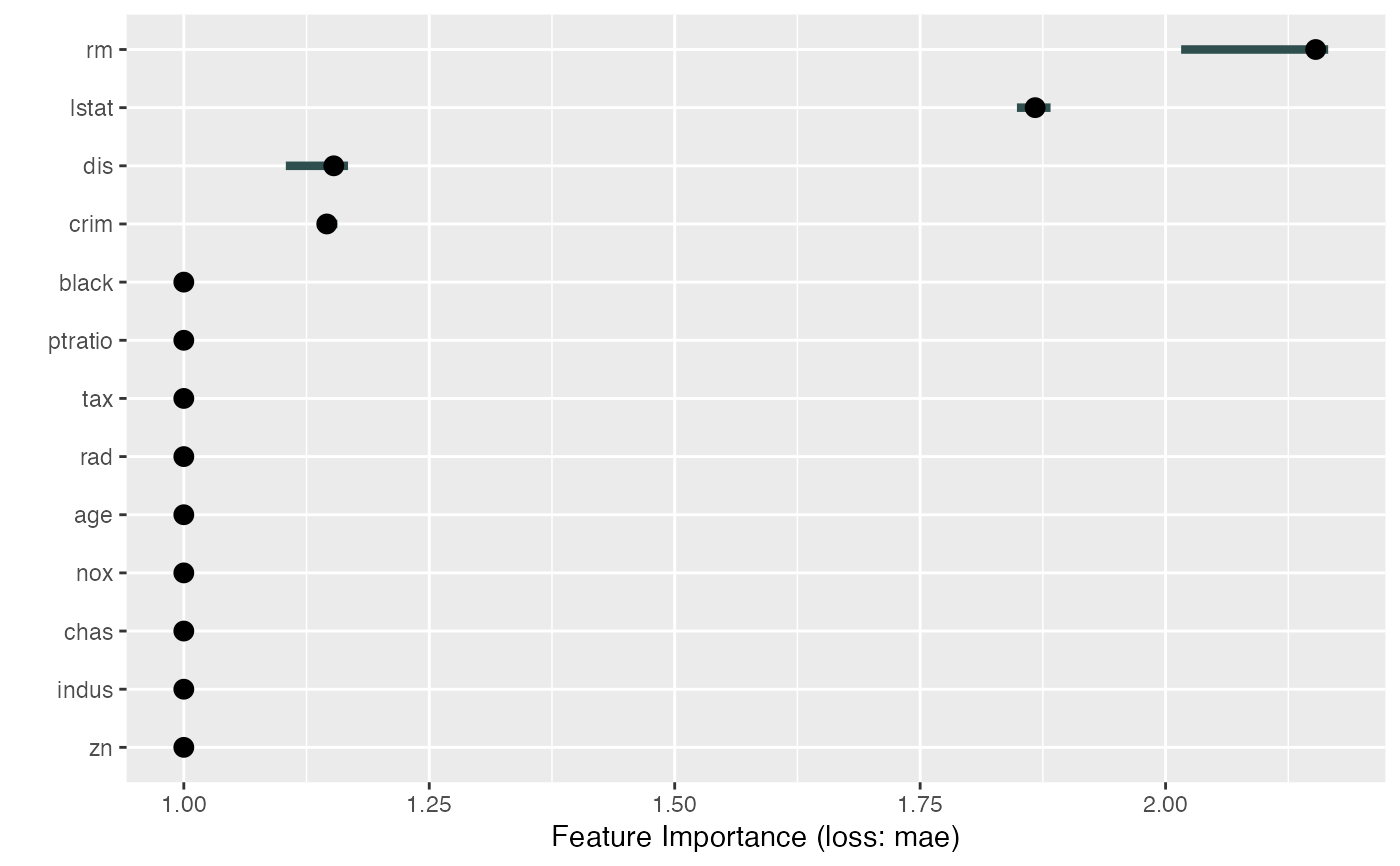 rm
lstat
dis
crim
black
ptratio
tax
rad
age
nox
chas
indus
zn
1.00 1.25 1.50 1.75 2.00
Feature Importance (loss: mae)